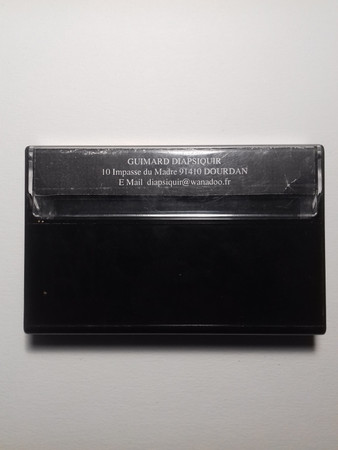 GUIMARD DIAPSIQUIR
10 Impasse du Madre 91410 DOURDAN
E Mail diapsiquir@wanadoo.fr